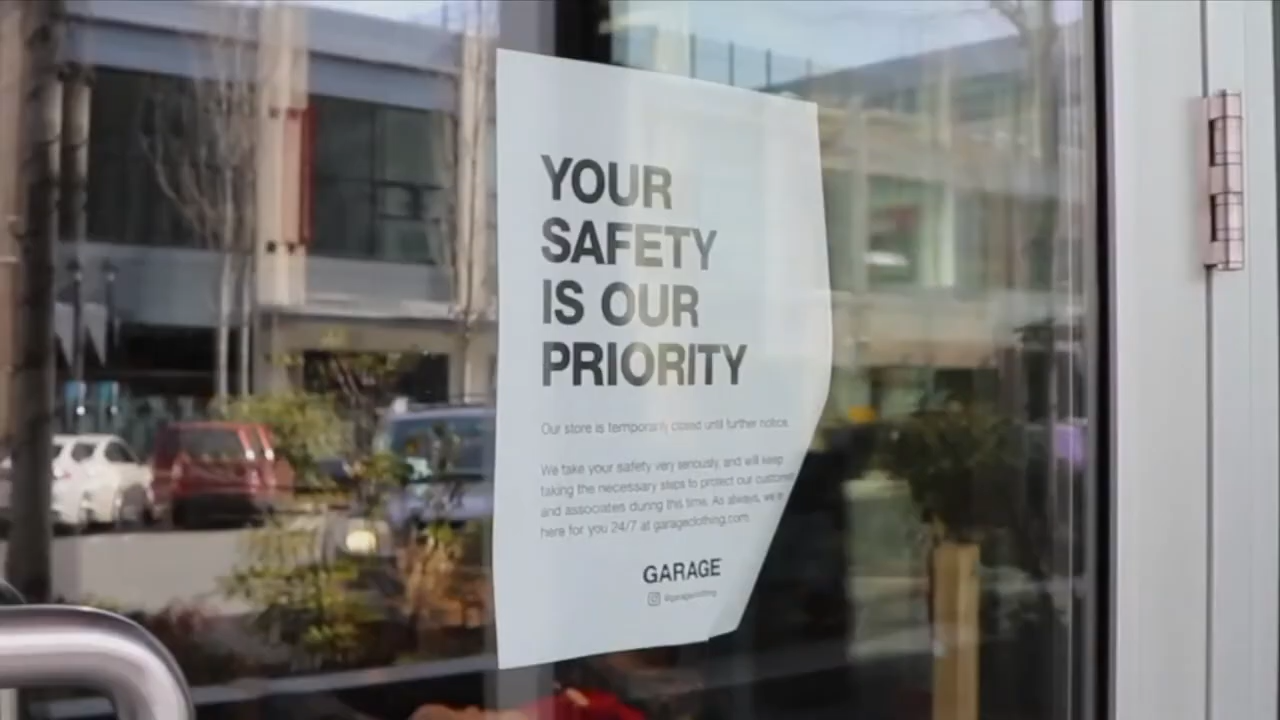 YOUR
SAFETY
IS OUR
PRIORITY
Our store is temporarily closed until further notice.
We take your safety very seriously, and will keep
taking the necessary steps to protect our customers
and associates during this time. As always, we're
here for you 24/7 at garageclothing.com.
GARAGE
@garageclothing